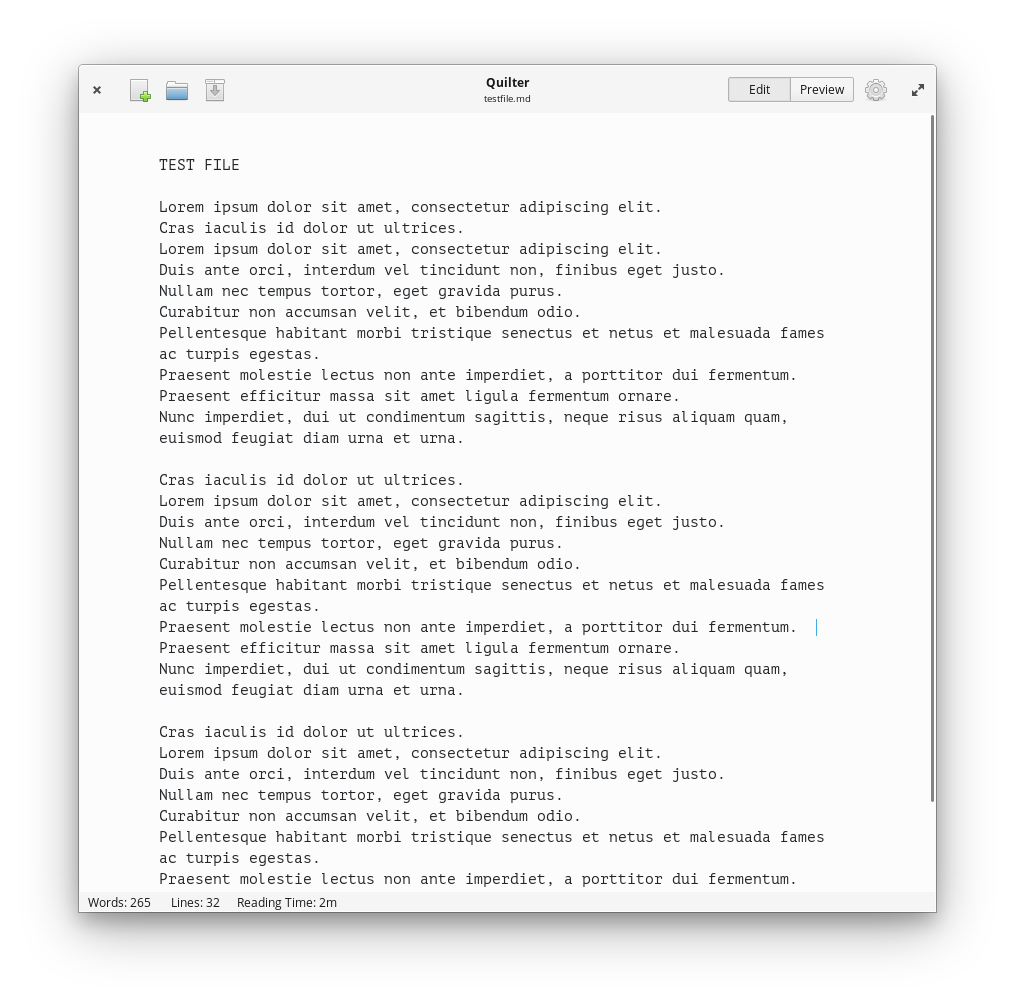 Quilter
testfile.md
Edit
Preview
TEST FILE
Lorem ipsum dolor sit amet, consectetur adipiscing elit.
Cras iaculis id dolor ut ultrices.
Lorem ipsum dolor sit amet, consectetur adipiscing elit.
Duis ante orci, interdum vel tincidunt non, finibus eget justo.
Nullam nec tempus tortor, eget gravida purus.
Curabitur non accumsan velit, et bibendum odio.
Pellentesque habitant morbi tristique senectus et netus et malesuada fames
ac turpis egestas.
Praesent molestie lectus non ante imperdiet, a porttitor dui fermentum.
Praesent efficitur massa sit amet ligula fermentum ornare.
Nunc imperdiet, dui ut condimentum sagittis, neque risus aliquam quam,
euismod feugiat diam urna et urna.
Cras iaculis id dolor ut ultrices.
Lorem ipsum dolor sit amet, consectetur adipiscing elit.
Duis ante orci, interdum vel tincidunt non, finibus eget justo.
Nullam nec tempus tortor, eget gravida purus.
Curabitur non accumsan velit, et bibendum odio.
Pellentesque habitant morbi tristique senectus et netus et malesuada fames
ac turpis egestas.
Praesent molestie lectus non ante imperdiet, a porttitor dui fermentum.
Praesent efficitur massa sit amet ligula fermentum ornare.
Nunc imperdiet, dui ut condimentum sagittis, neque risus aliquam quam,
euismod feugiat diam urna et urna.
Cras iaculis id dolor ut ultrices.
Lorem ipsum dolor sit amet, consectetur adipiscing elit.
Duis ante orci, interdum vel tincidunt non, finibus eget justo.
Nullam nec tempus tortor, eget gravida purus.
Curabitur non accumsan velit, et bibendum odio.
Pellentesque habitant morbi tristique senectus et netus et malesuada fames
ac turpis egestas.
Praesent molestie lectus non ante imperdiet, a porttitor dui fermentum.
Words: 265 Lines: 32 Reading Time: 2m